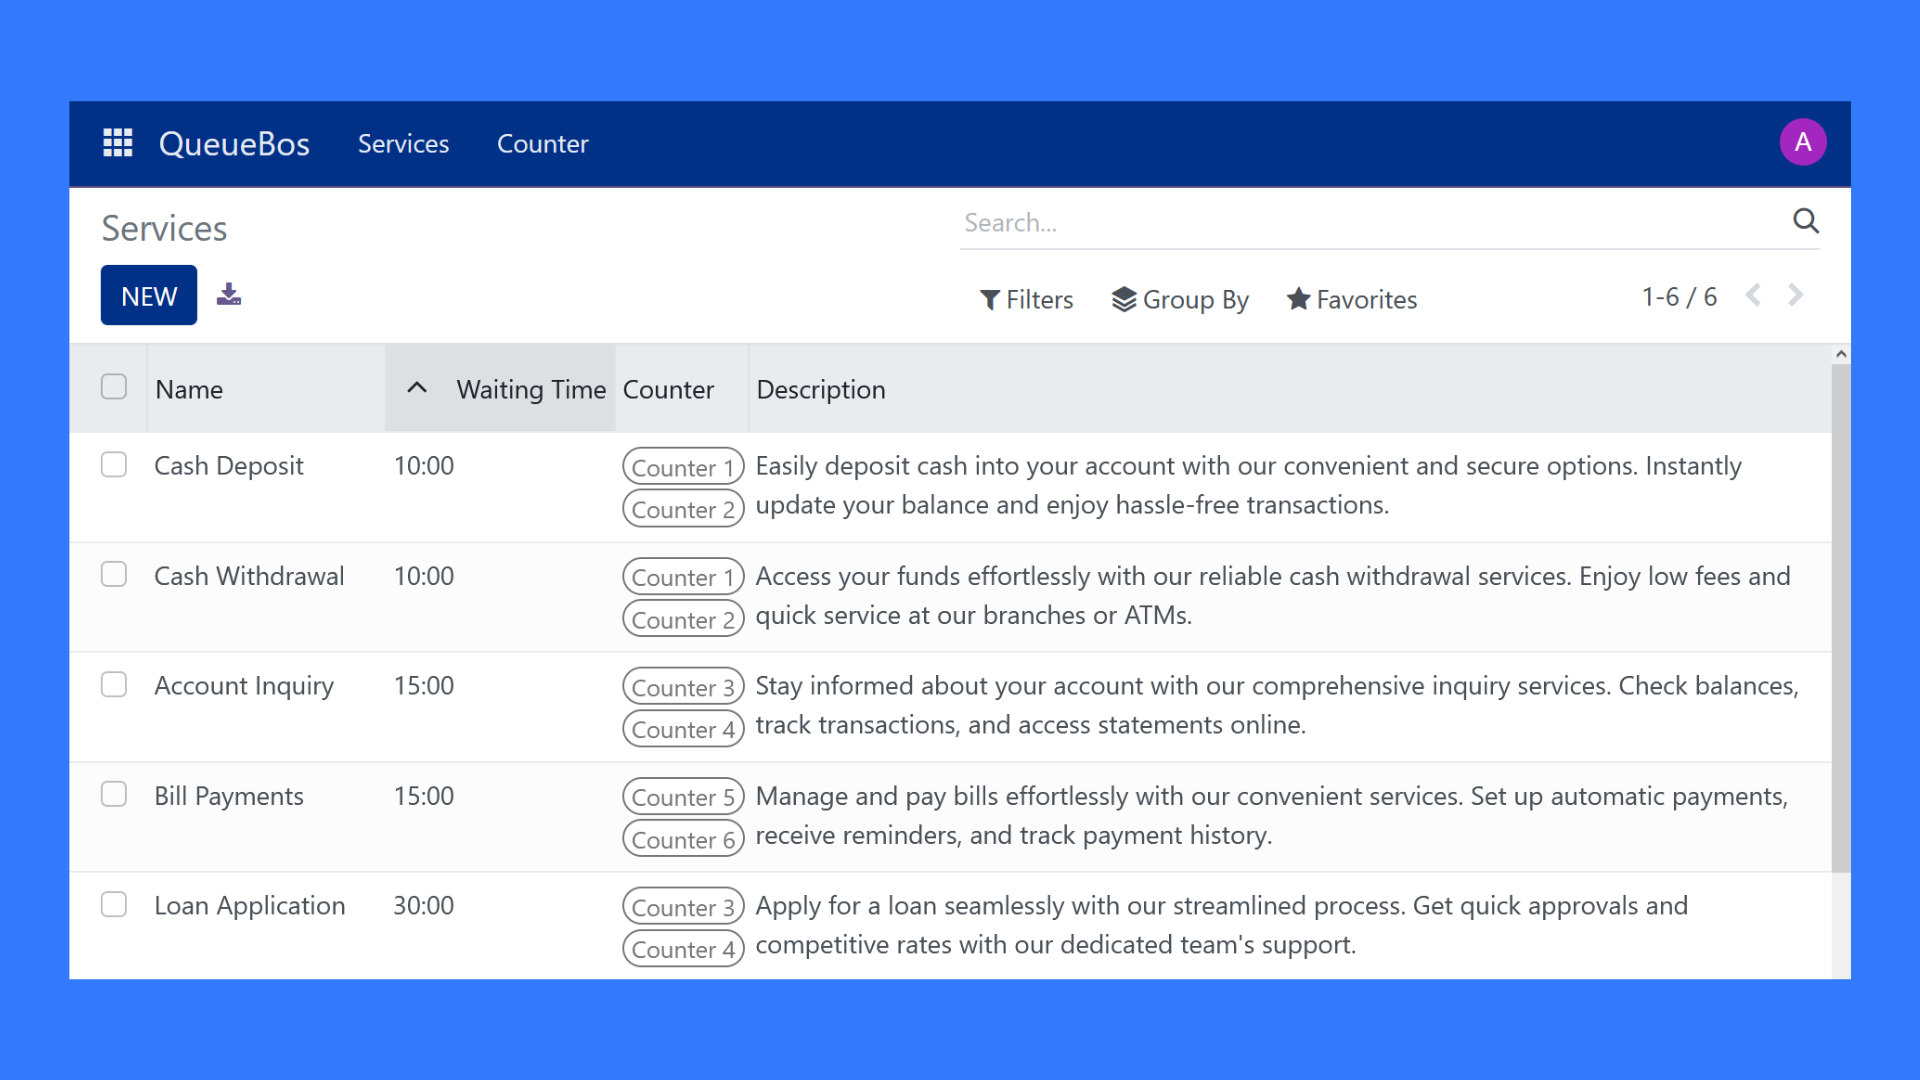 QueueBos Services Counter A
Services Search...
NEW Filters Group By Favorites 1-6 / 6
Name Waiting Time Counter Description
Cash Deposit 10:00 Counter 1 Easily deposit cash into your account with our convenient and secure options. Instantly
Counter 2 update your balance and enjoy hassle-free transactions.
Cash Withdrawal 10:00 Counter 1 Access your funds effortlessly with our reliable cash withdrawal services. Enjoy low fees and
Counter 2 quick service at our branches or ATMs.
Account Inquiry 15:00 Counter 3 Stay informed about your account with our comprehensive inquiry services. Check balances,
Counter 4 track transactions, and access statements online.
Bill Payments 15:00 Counter 5 Manage and pay bills effortlessly with our convenient services. Set up automatic payments,
Counter 6 receive reminders, and track payment history.
Loan Application 30:00 Counter 3 Apply for a loan seamlessly with our streamlined process. Get quick approvals and
Counter 4 competitive rates with our dedicated team's support.